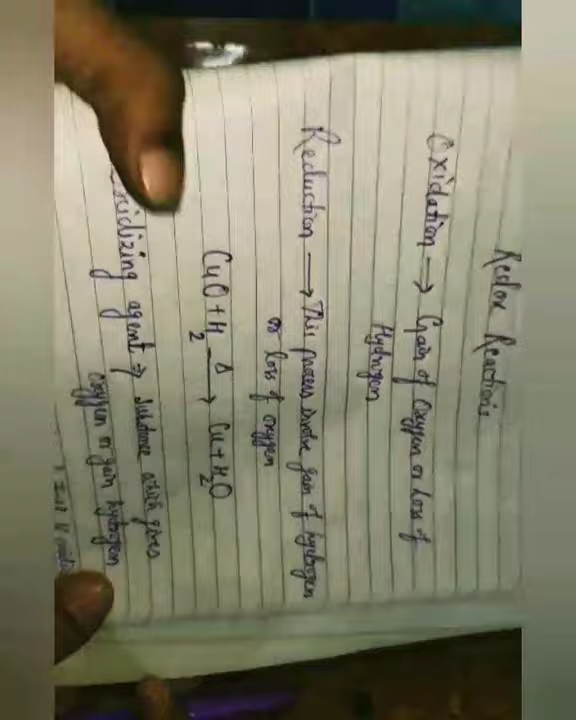 Redox Reactions
Oxidation → Gain of Oxygen or Loss of
Hydrogen
Reduction → This process involve gain of hydrogen
or loss of oxygen
CuO + H₂ —Δ→ Cu + H₂O
Oxidizing agent ⇒ substance which gives
oxygen or gain hydrogen